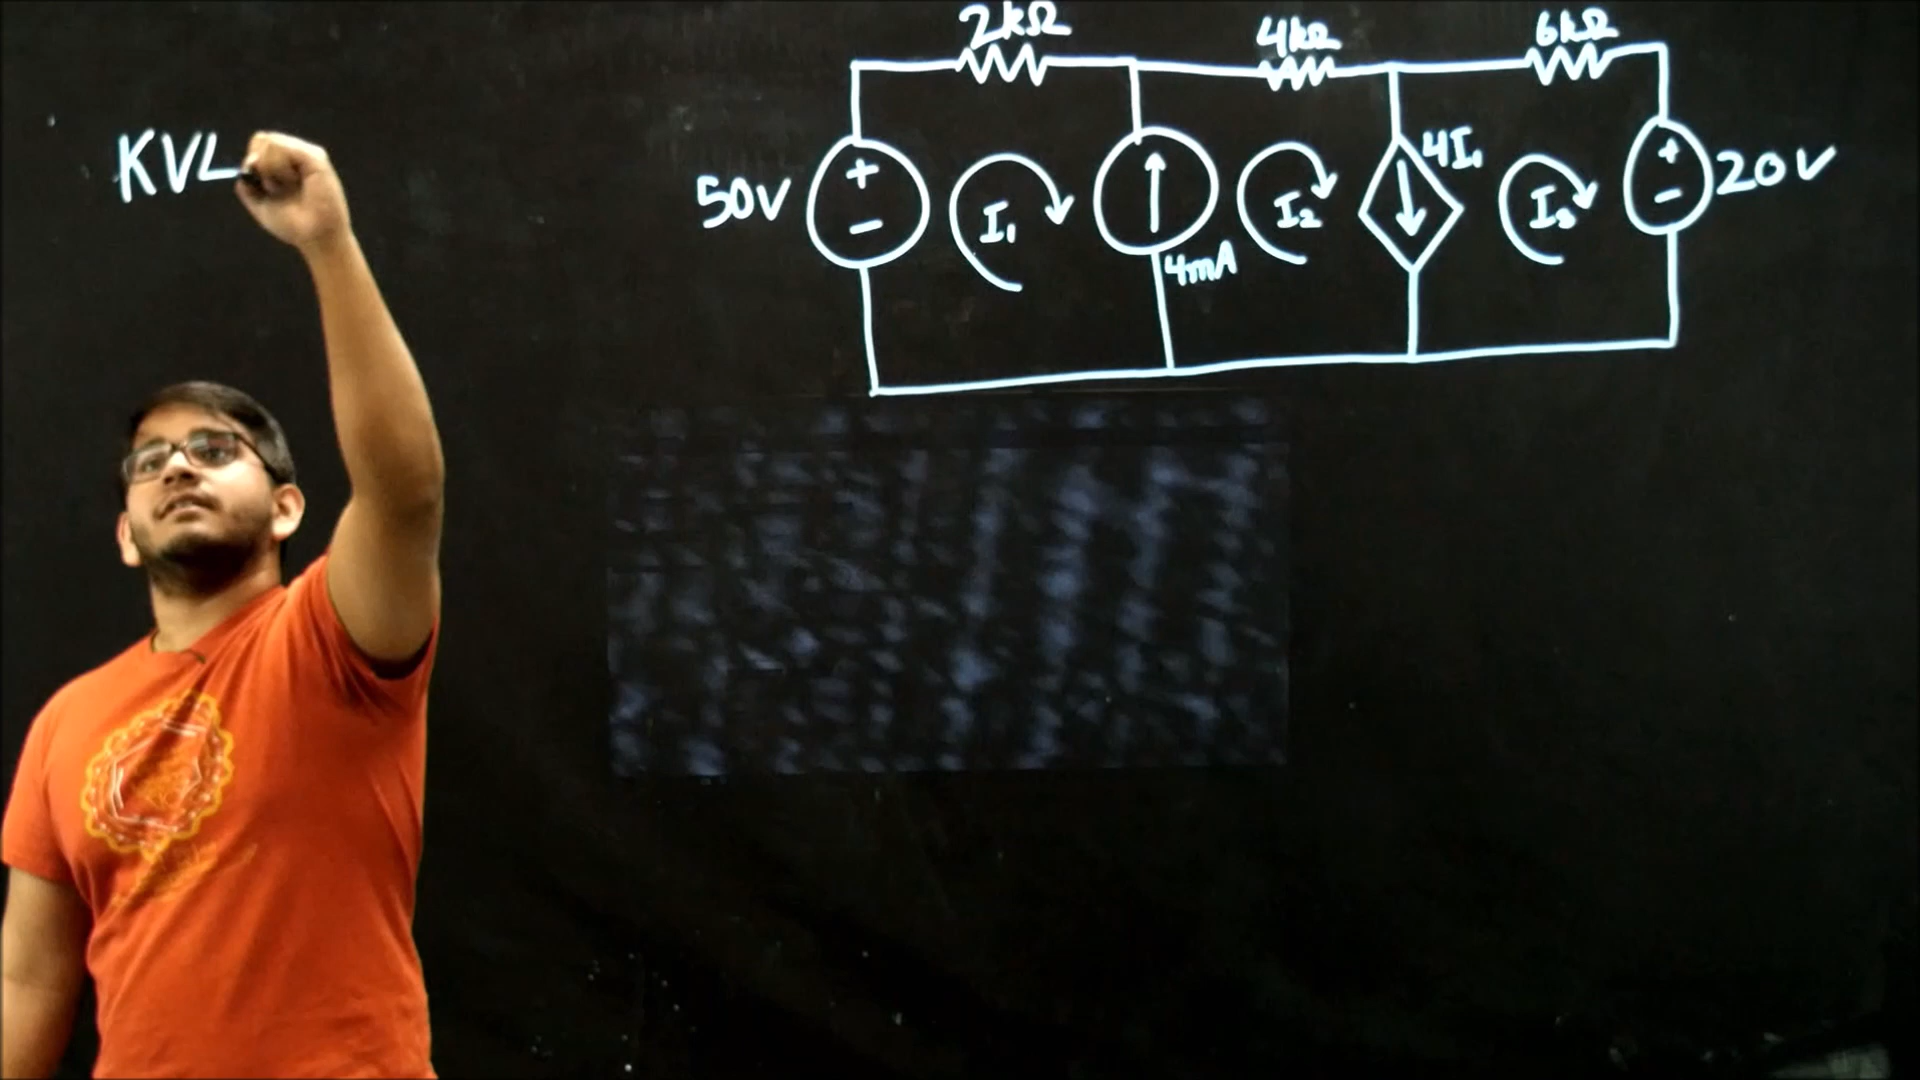 KVL
2kΩ 4kΩ 6kΩ
50V + - I₁ 4mA I₂ 4I₁ I₃ + - 20V